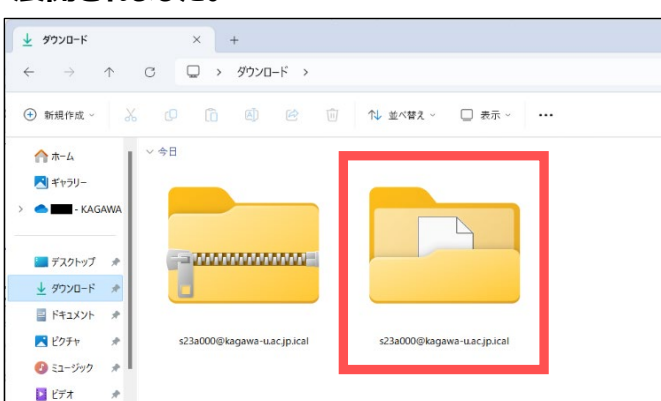 ダウンロード
ダウンロード
新規作成
並べ替え
表示
ホーム
今日
ギャラリー
- KAGAWA
デスクトップ
ダウンロード
ドキュメント
ピクチャ
s23a000@kagawa-u.ac.jp.ical
s23a000@kagawa-u.ac.jp.ical
ミュージック
ビデオ